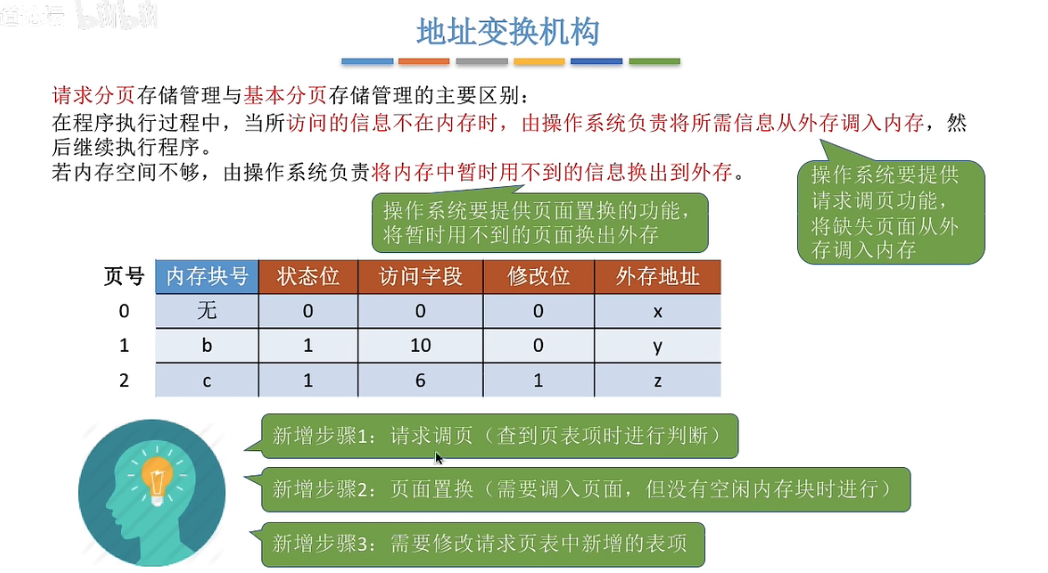 地址变换机构
请求分页存储管理与基本分页存储管理的主要区别：
在程序执行过程中，当所访问的信息不在内存时，由操作系统负责将所需信息从外存调入内存，然
后继续执行程序。
若内存空间不够，由操作系统负责将内存中暂时用不到的信息换出到外存。
操作系统要提供
请求调页功能，
将缺失页面从外
存调入内存
操作系统要提供页面置换的功能，
将暂时用不到的页面换出外存
页号 内存块号 状态位 访问字段 修改位 外存地址
0 无 0 0 0 x
1 b 1 10 0 y
2 c 1 6 1 z
新增步骤1：请求调页（查到页表项时进行判断）
新增步骤2：页面置换（需要调入页面，但没有空闲内存块时进行）
新增步骤3：需要修改请求页表中新增的表项